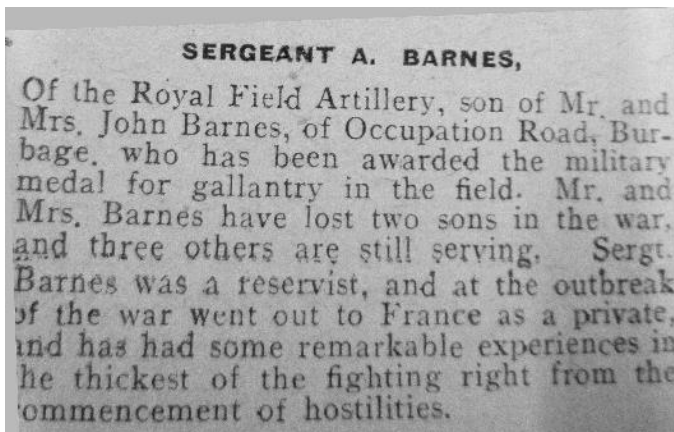 SERGEANT A. BARNES,
Of the Royal Field Artillery, son of Mr. and
Mrs. John Barnes, of Occupation Road, Bur-
bage, who has been awarded the military
medal for gallantry in the field. Mr. and
Mrs. Barnes have lost two sons in the war,
and three others are still serving. Sergt.
Barnes was a reservist, and at the outbreak
of the war went out to France as a private,
and has had some remarkable experiences in
he thickest of the fighting right from the
ommencement of hostilities.